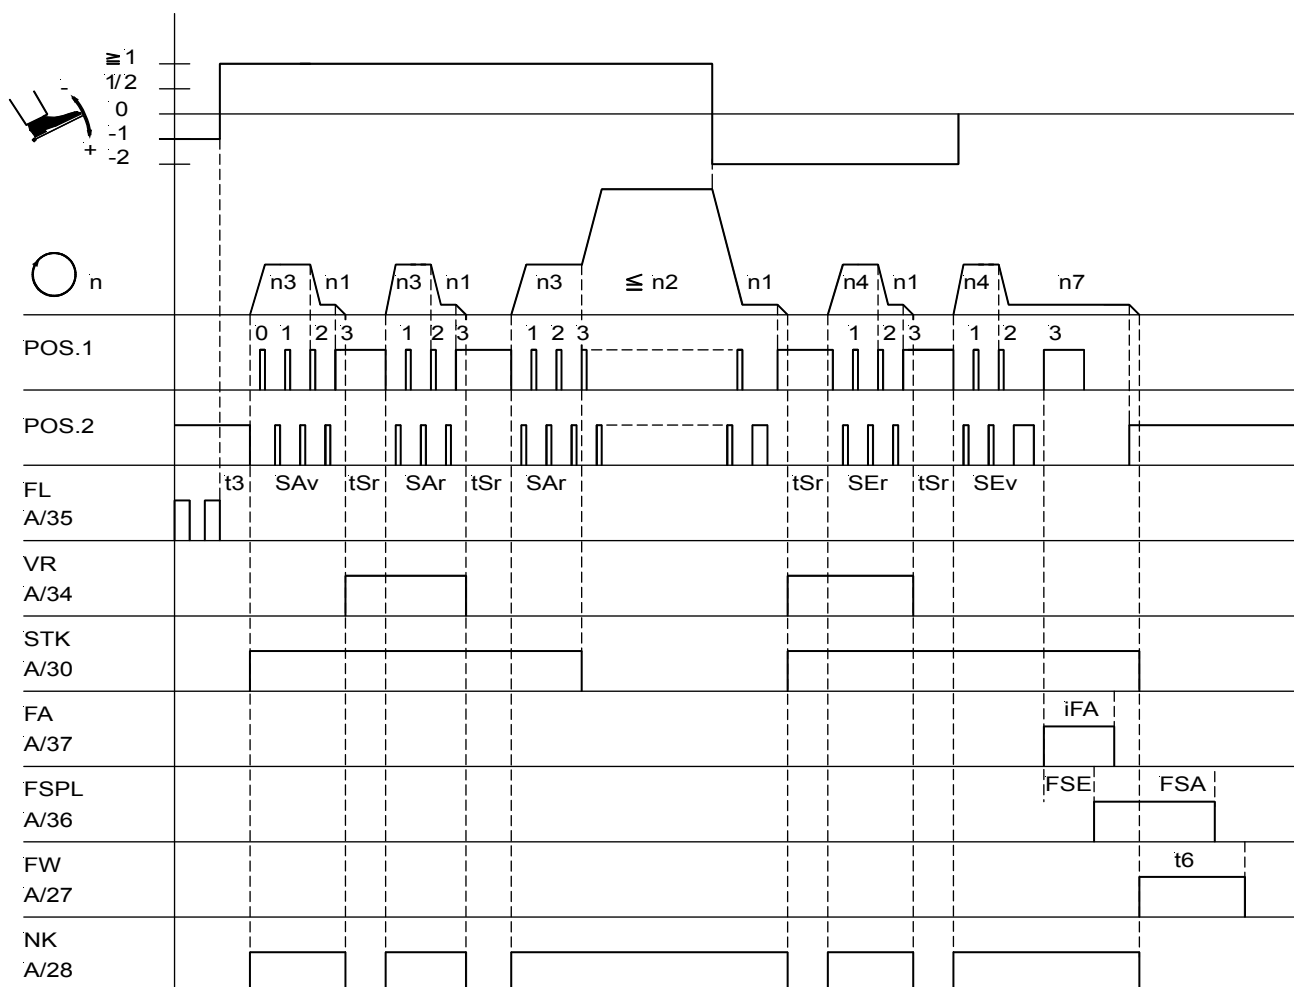 ≧ 1
1/2
-
0
-1
+
-2
n
n3 n1 n3 n1 n3 ≦ n2 n1 n4 n1 n4 n7
0 1 2 3 1 2 3 1 2 3 1 2 3 1 2 3
POS.1
POS.2
t3 SAv tSr SAr tSr SAr tSr SEr tSr SEv
FL
A/35
VR
A/34
STK
A/30
FA iFA
A/37
FSPL FSE FSA
A/36
FW t6
A/27
NK
A/28